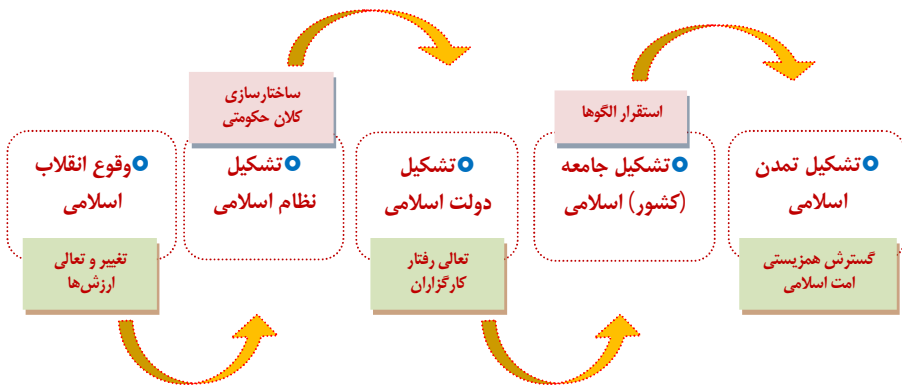 وقوع انقلاب
اسلامی
تغییر و تعالی
ارزش‌ها
ساختارسازی
کلان حکومتی
تشکیل
نظام اسلامی
تشکیل
دولت اسلامی
تعالی رفتار
کارگزاران
استقرار الگوها
تشکیل جامعه
(کشور) اسلامی
تشکیل تمدن
اسلامی
گسترش همزیستی
امت اسلامی